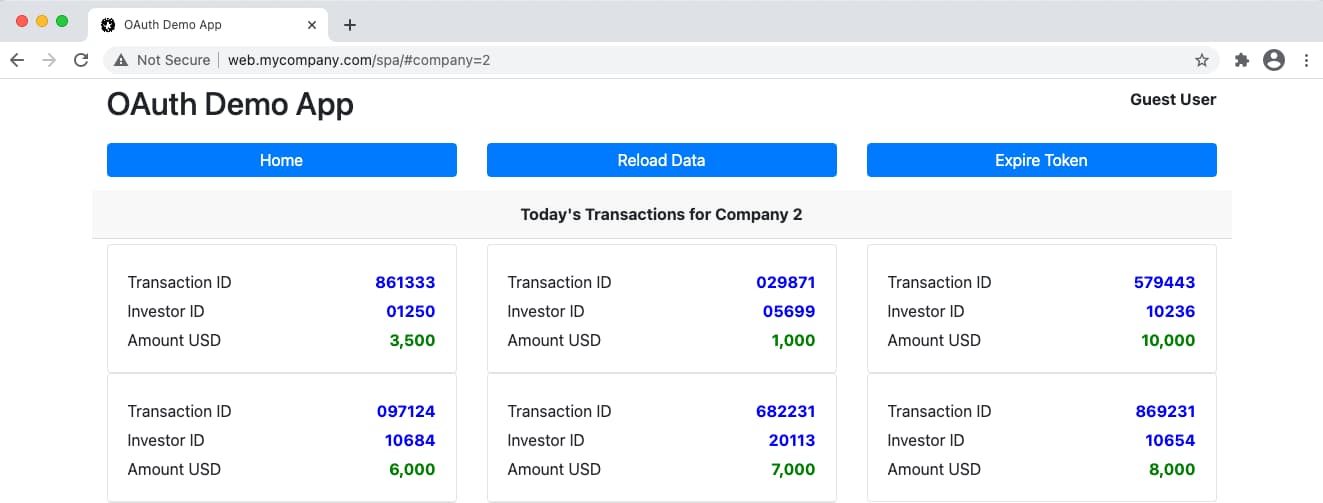 OAuth Demo App
Not Secure web.mycompany.com/spa/#company=2
OAuth Demo App
Guest User
Home Reload Data Expire Token
Today's Transactions for Company 2
Transaction ID 861333
Investor ID 01250
Amount USD 3,500
Transaction ID 029871
Investor ID 05699
Amount USD 1,000
Transaction ID 579443
Investor ID 10236
Amount USD 10,000
Transaction ID 097124
Investor ID 10684
Amount USD 6,000
Transaction ID 682231
Investor ID 20113
Amount USD 7,000
Transaction ID 869231
Investor ID 10654
Amount USD 8,000